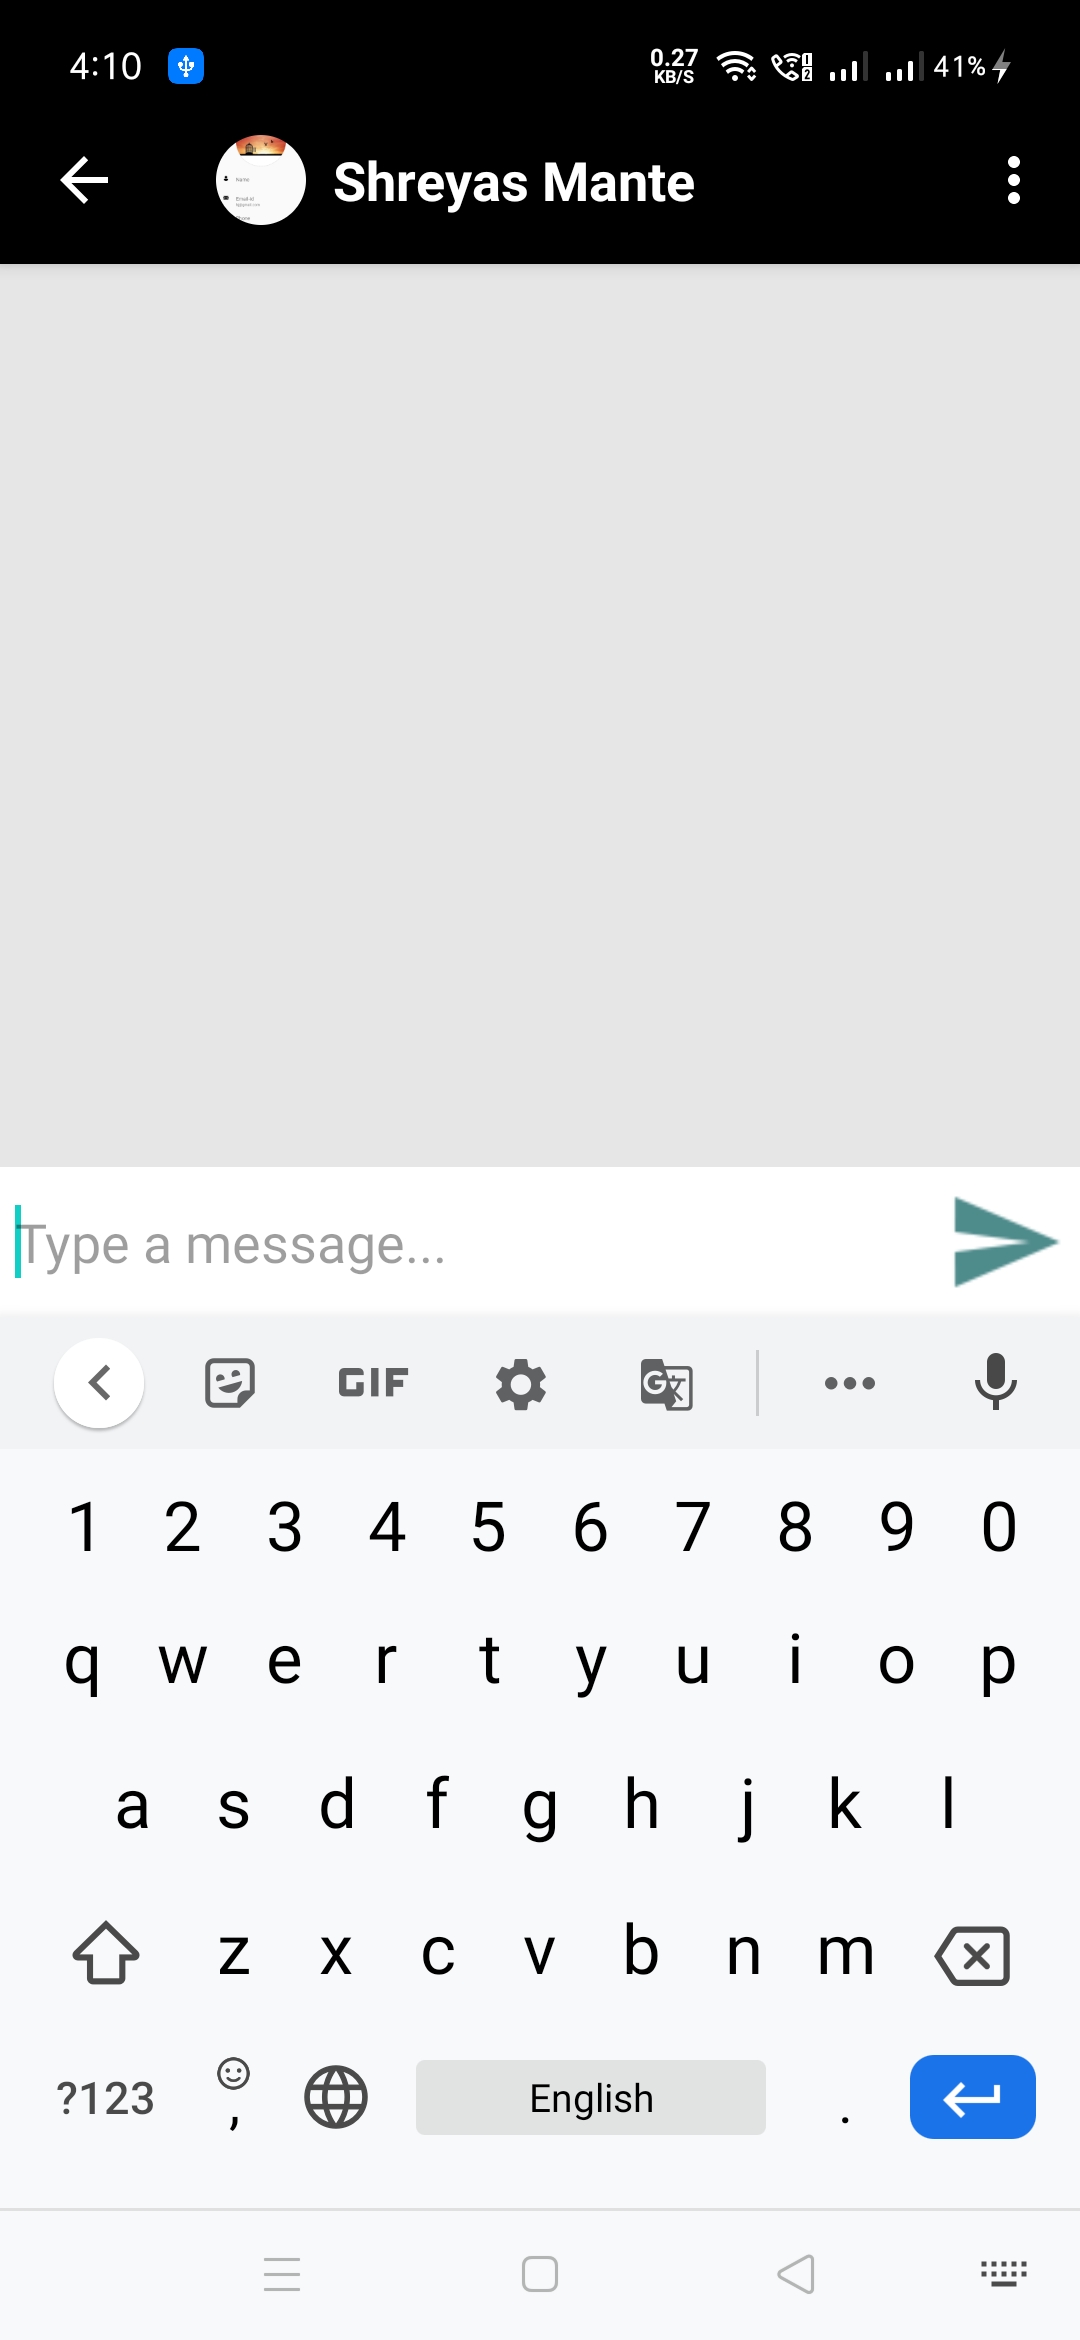 4:10 0.27 KB/S 41%
Shreyas Mante
Type a message...
GIF
1 2 3 4 5 6 7 8 9 0
q w e r t y u i o p
a s d f g h j k l
z x c v b n m
?123 , English .